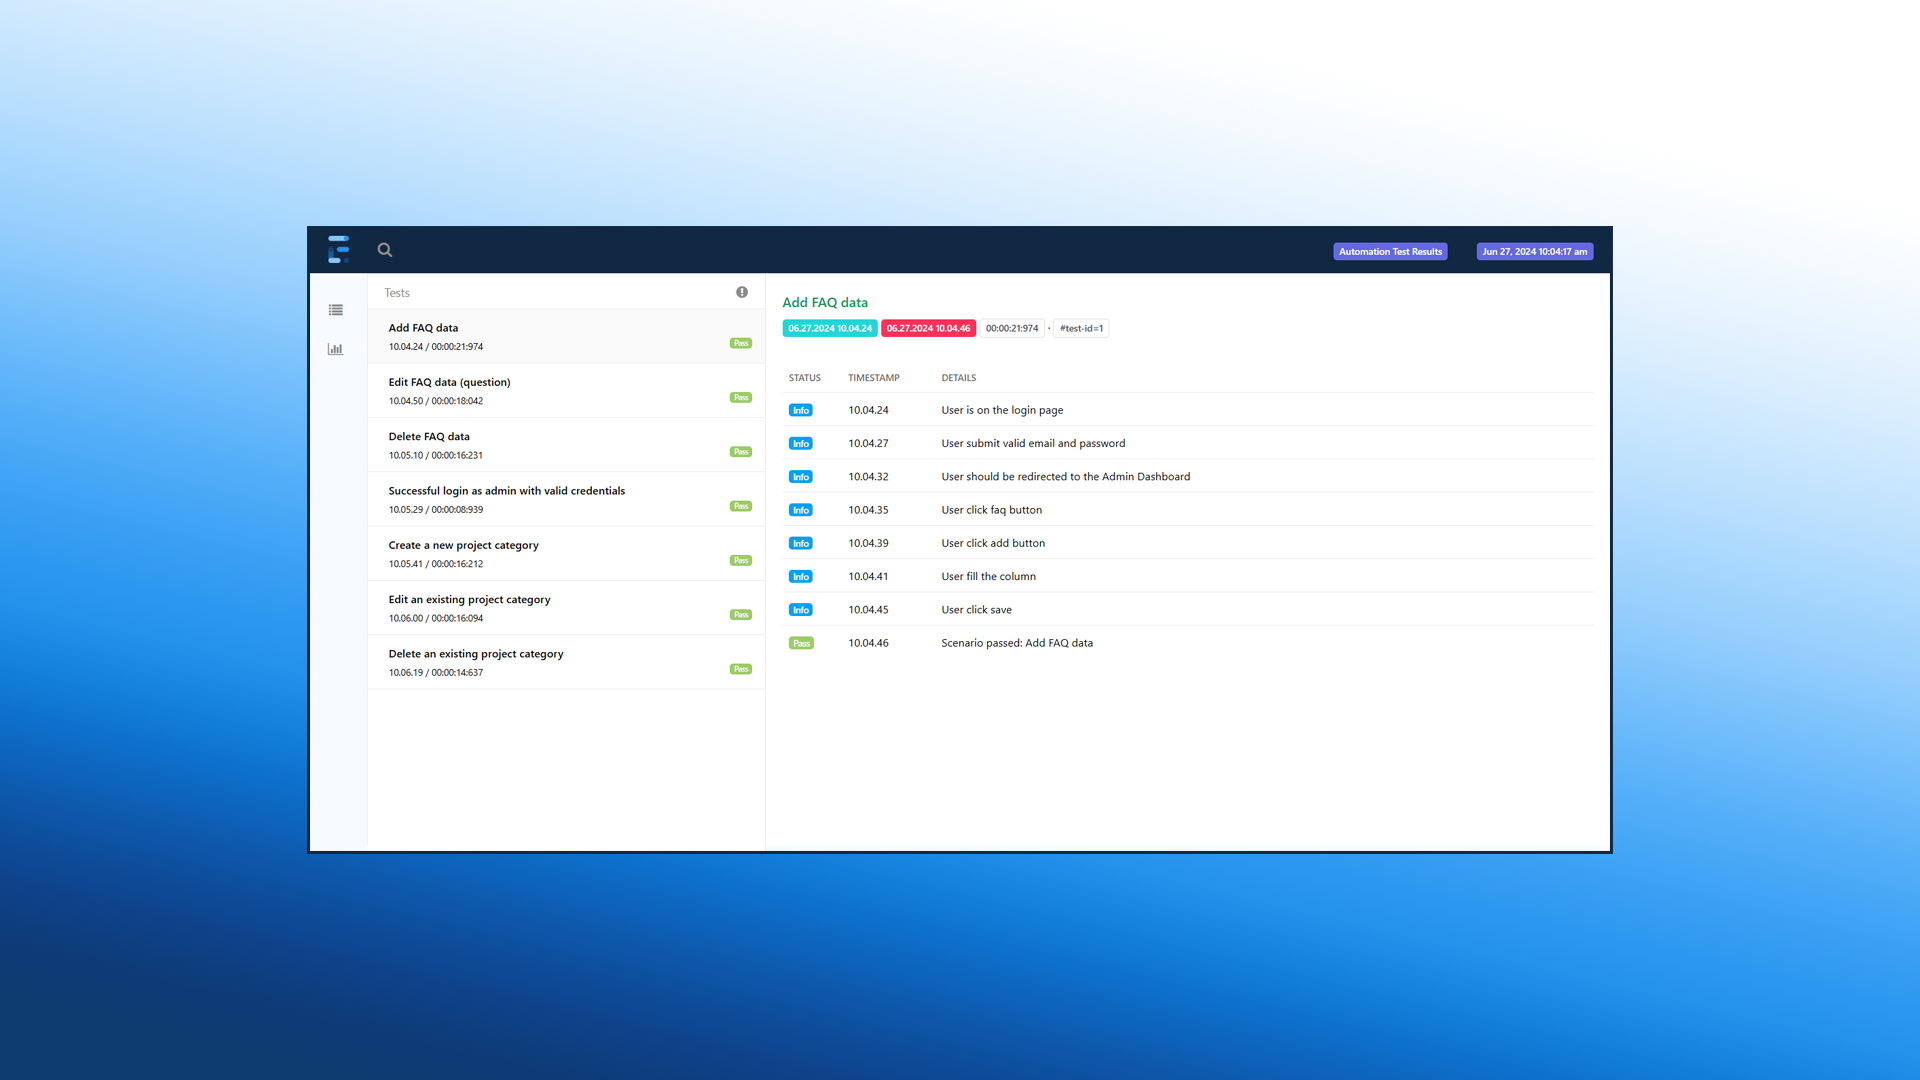 Automation Test Results Jun 27, 2024 10:04:17 am
Tests
Add FAQ data
10.04.24 / 00:00:21:974 Pass
Edit FAQ data (question)
10.04.50 / 00:00:18:042 Pass
Delete FAQ data
10.05.10 / 00:00:16:231 Pass
Successful login as admin with valid credentials
10.05.29 / 00:00:08:939 Pass
Create a new project category
10.05.41 / 00:00:16:212 Pass
Edit an existing project category
10.06.00 / 00:00:16:094 Pass
Delete an existing project category
10.06.19 / 00:00:14:637 Pass
Add FAQ data
06.27.2024 10.04.24 06.27.2024 10.04.46 00:00:21:974 · #test-id=1
STATUS TIMESTAMP DETAILS
Info 10.04.24 User is on the login page
Info 10.04.27 User submit valid email and password
Info 10.04.32 User should be redirected to the Admin Dashboard
Info 10.04.35 User click faq button
Info 10.04.39 User click add button
Info 10.04.41 User fill the column
Info 10.04.45 User click save
Pass 10.04.46 Scenario passed: Add FAQ data